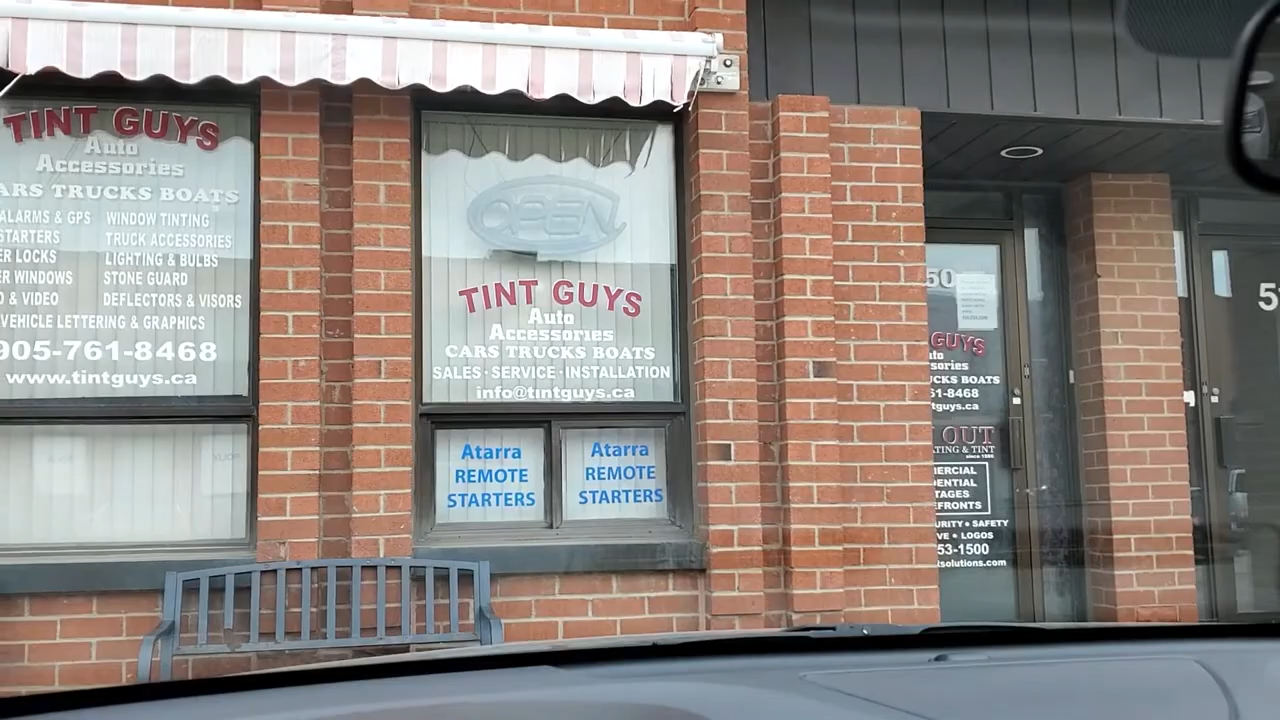 TINT GUYS
Auto
Accessories
ARS TRUCKS BOATS
ALARMS & GPS WINDOW TINTING
STARTERS TRUCK ACCESSORIES
ER LOCKS LIGHTING & BULBS
ER WINDOWS STONE GUARD
O & VIDEO DEFLECTORS & VISORS
VEHICLE LETTERING & GRAPHICS
905-761-8468
www.tintguys.ca
OPEN
TINT GUYS
Auto
Accessories
CARS TRUCKS BOATS
SALES · SERVICE · INSTALLATION
info@tintguys.ca
Atarra
REMOTE
STARTERS
Atarra
REMOTE
STARTERS
50
GUYS
uto
sories
UCKS BOATS
61-8468
tguys.ca
OUT
ATING & TINT
since 1986
MERCIAL
DENTIAL
TAGES
EFRONTS
URITY • SAFETY
VE • LOGOS
53-1500
tsolutions.com
5